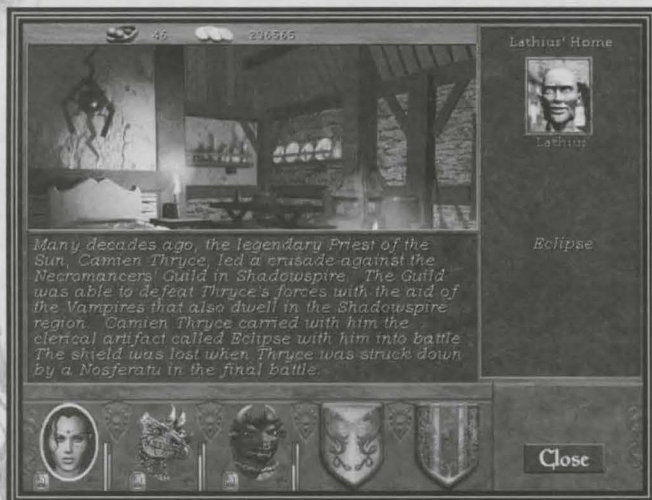 46 236565
Lathius' Home
Lathius
Eclipse
Many decades ago, the legendary Priest of the
Sun, Camien Thryce, led a crusade against the
Necromancers' Guild in Shadowspire. The Guild
was able to defeat Thryce's forces with the aid of
the Vampires that also dwell in the Shadowspire
region. Camien Thryce carried with him the
clerical artifact called Eclipse with him into battle
The shield was lost when Thryce was struck down
by a Nosferatu in the final battle.
Close